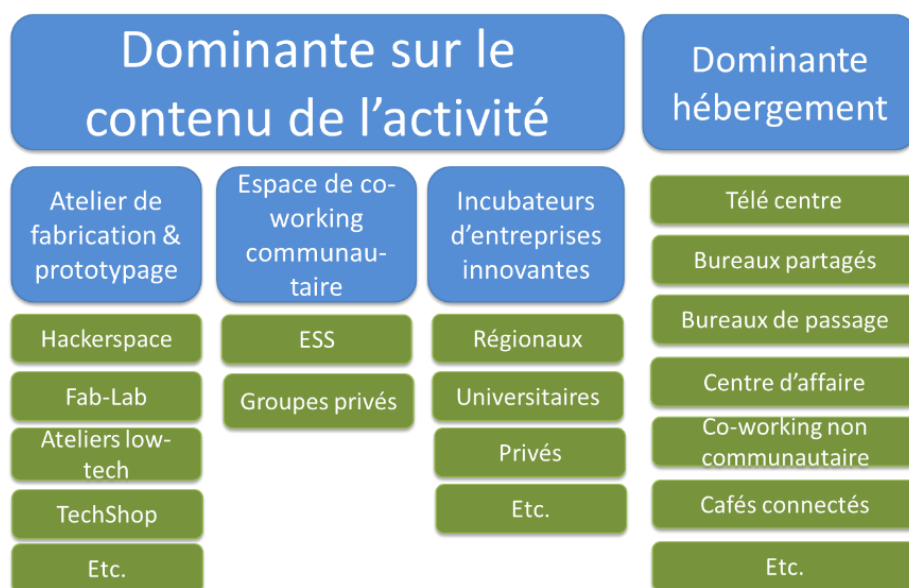 Dominante sur le
contenu de l'activité
Dominante
hébergement
Atelier de
fabrication &
prototypage
Espace de co-
working
communau-
taire
Incubateurs
d'entreprises
innovantes
Hackerspace
Fab-Lab
Ateliers low-
tech
TechShop
Etc.
ESS
Groupes privés
Régionaux
Universitaires
Privés
Etc.
Télé centre
Bureaux partagés
Bureaux de passage
Centre d'affaire
Co-working non
communautaire
Cafés connectés
Etc.